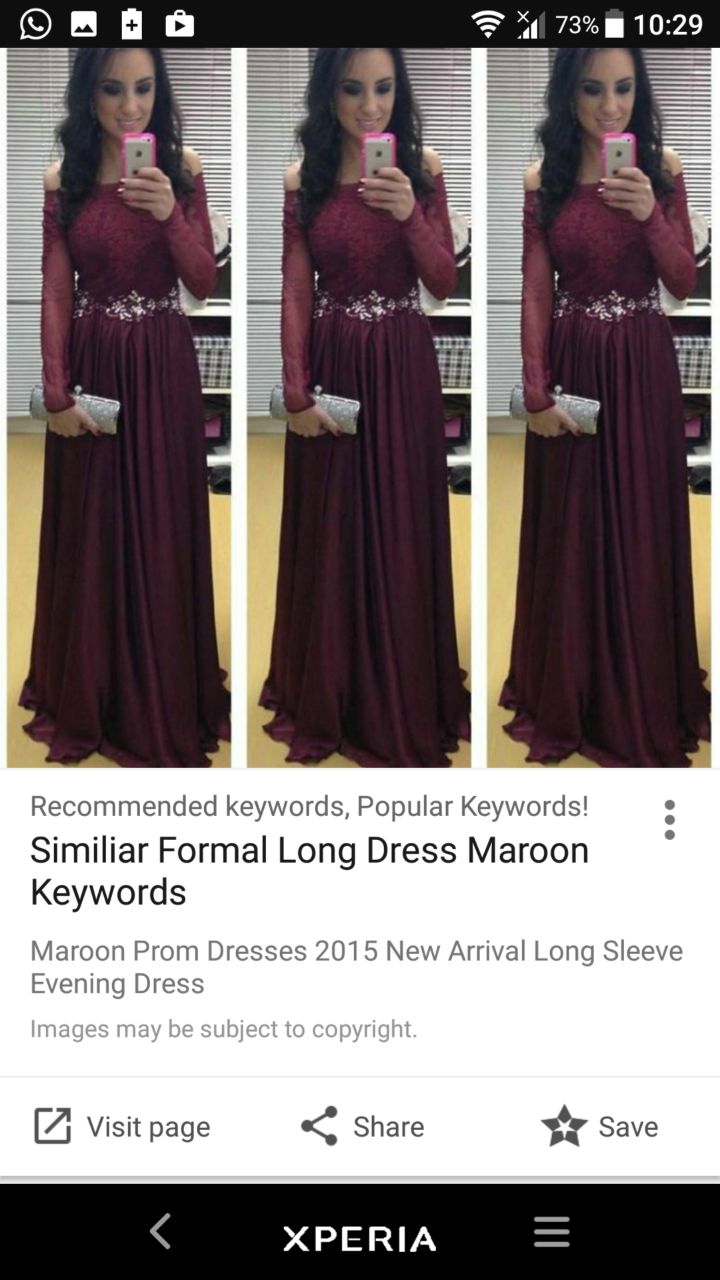 73% 10:29
Recommended keywords, Popular Keywords!
Similiar Formal Long Dress Maroon
Keywords
Maroon Prom Dresses 2015 New Arrival Long Sleeve
Evening Dress
Images may be subject to copyright.
Visit page Share Save
XPERIA